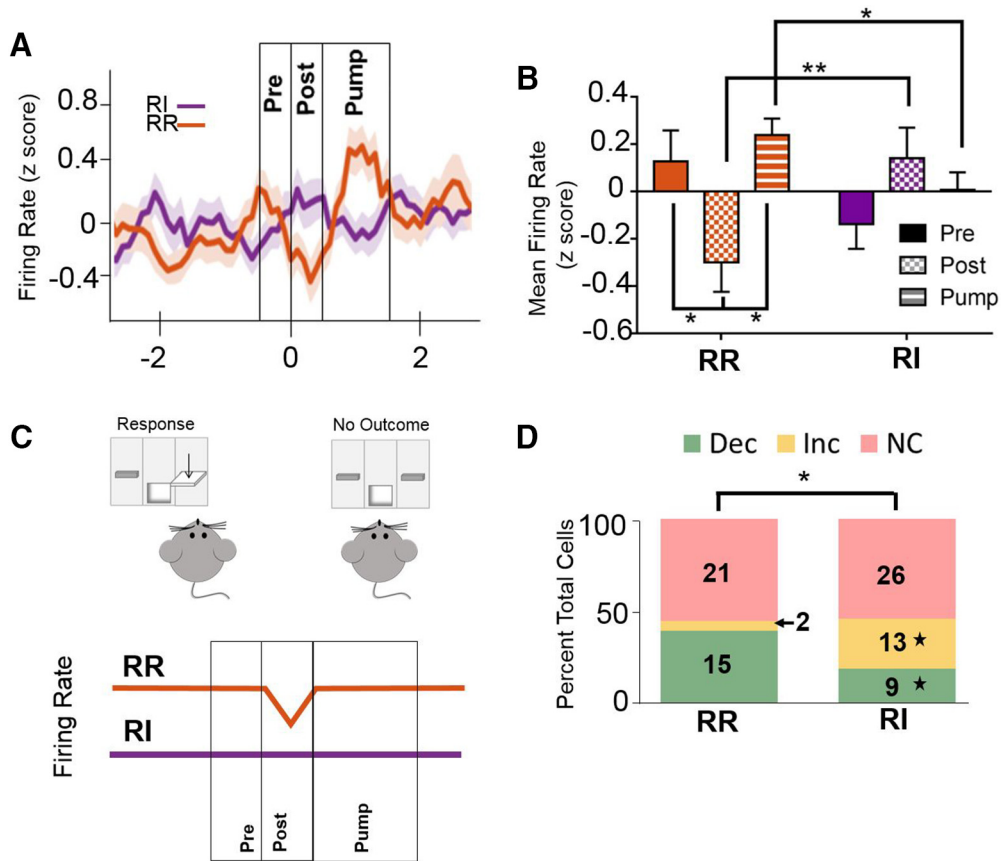 A
Firing Rate (z score)
0.8
0.4
0
-0.4
RI
RR
Pre
Post
Pump
-2
0
2
B
Mean Firing Rate
(z score)
0.4
0.2
0
-0.2
-0.4
-0.6
*
**
*
*
Pre
Post
Pump
RR
RI
C
Response
No Outcome
Firing Rate
RR
RI
Pre
Post
Pump
D
Dec
Inc
NC
*
Percent Total Cells
100
50
0
21
2
15
26
13 ★
9 ★
RR
RI